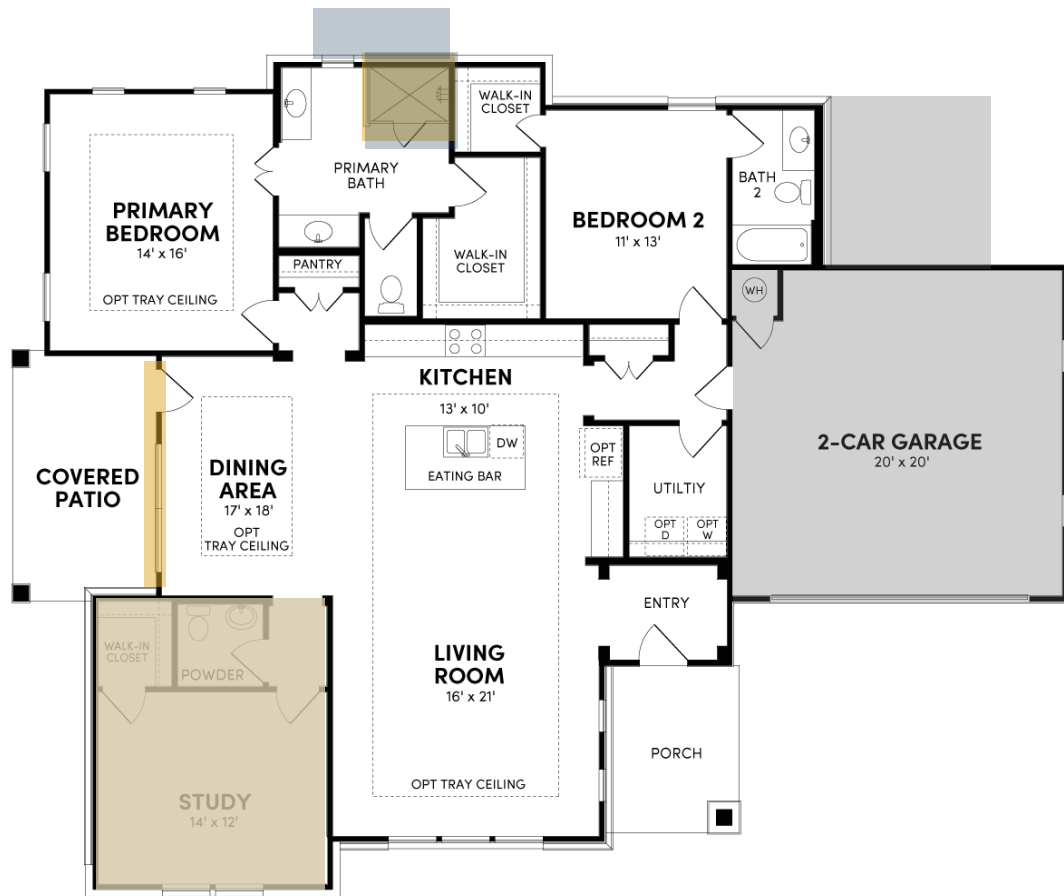 WALK-IN
CLOSET
PRIMARY
BATH
BATH
2
PRIMARY
BEDROOM
14' x 16'
OPT TRAY CEILING
BEDROOM 2
11' x 13'
WALK-IN
CLOSET
PANTRY
WH
KITCHEN
13' x 10'
DW
EATING BAR
OPT
REF
2-CAR GARAGE
20' x 20'
COVERED
PATIO
DINING
AREA
17' x 18'
OPT
TRAY CEILING
UTILTIY
OPT
D
OPT
W
ENTRY
WALK-IN
CLOSET
POWDER
LIVING
ROOM
16' x 21'
OPT TRAY CEILING
PORCH
STUDY
14' x 12'